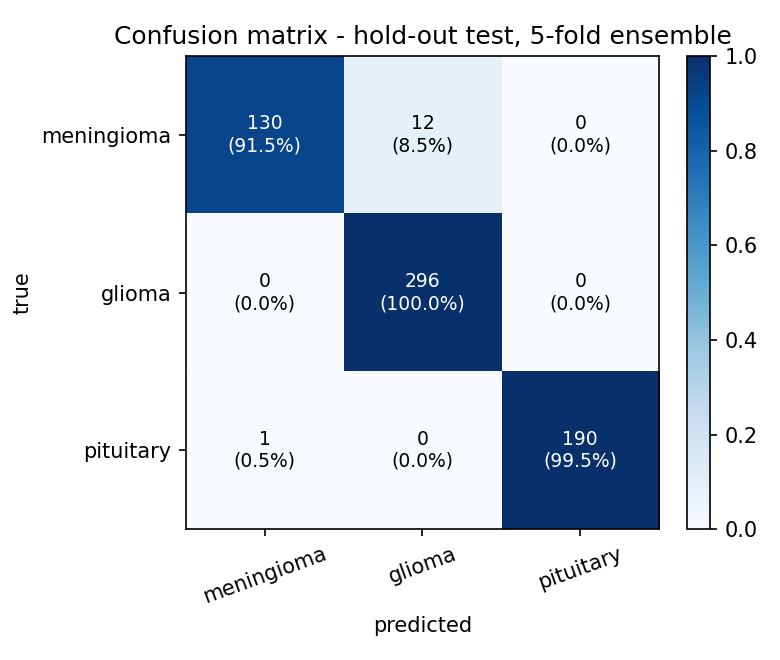 Confusion matrix - hold-out test, 5-fold ensemble
true
meningioma
130
(91.5%)
12
(8.5%)
0
(0.0%)
glioma
0
(0.0%)
296
(100.0%)
0
(0.0%)
pituitary
1
(0.5%)
0
(0.0%)
190
(99.5%)
meningioma
glioma
pituitary
predicted
1.0
0.8
0.6
0.4
0.2
0.0